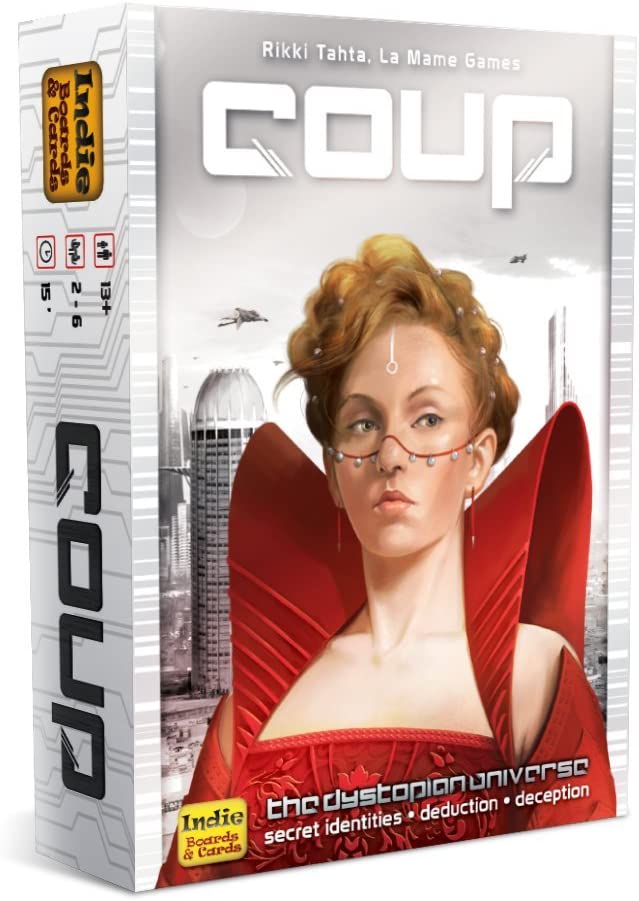 Rikki Tahta, La Mame Games
COUP
the dystopian universe
secret identities • deduction • deception
Indie
Boards
& Cards
Indie
Boards
& Cards
13+
2 - 6
15 '
COUP